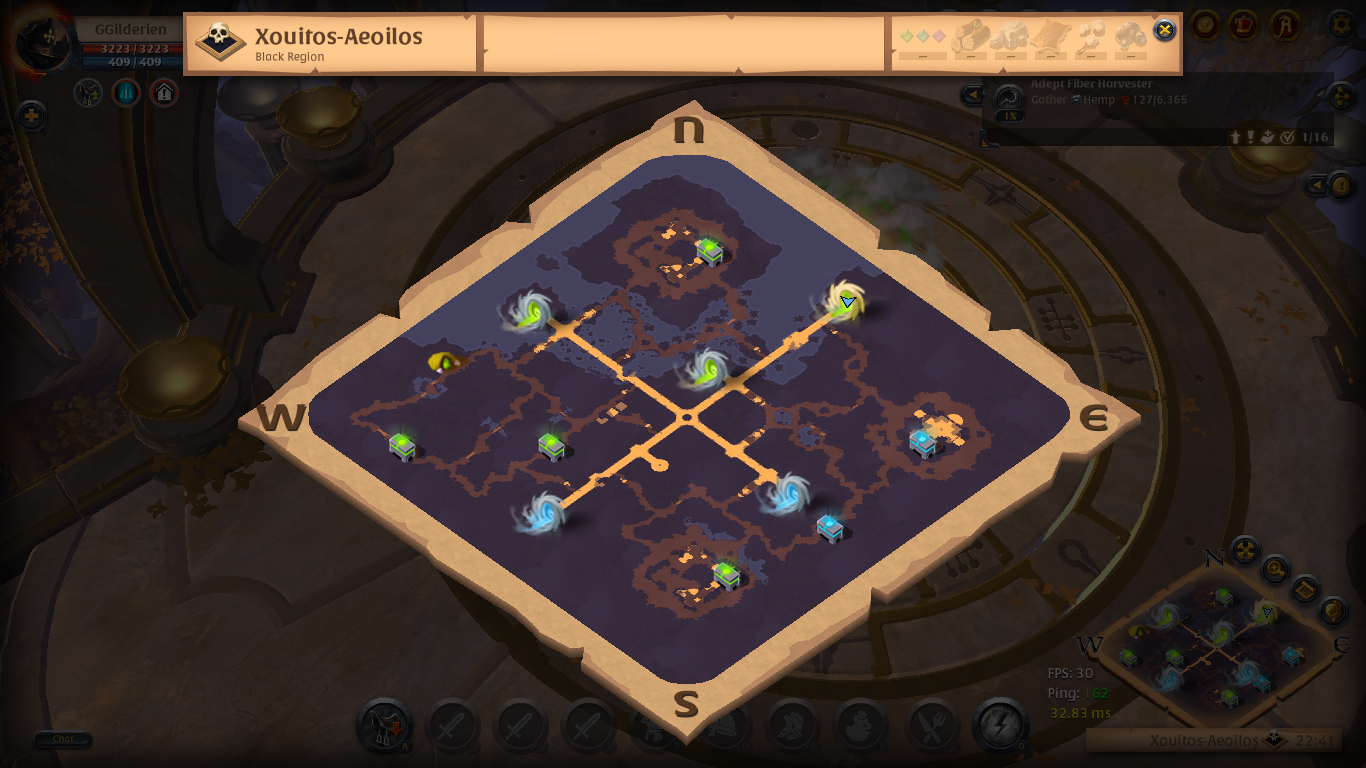 GGilderien
3223 / 3223
409 / 409
Xouitos-Aeoilos
Black Region
Adept Fiber Harvester
Gather Hemp 127/6,365
1%
1/16
N
W
E
S
N
W
E
FPS: 30
Ping: 62
32.83 ms
Chat
A
Xouitos-Aeoilos 22:41